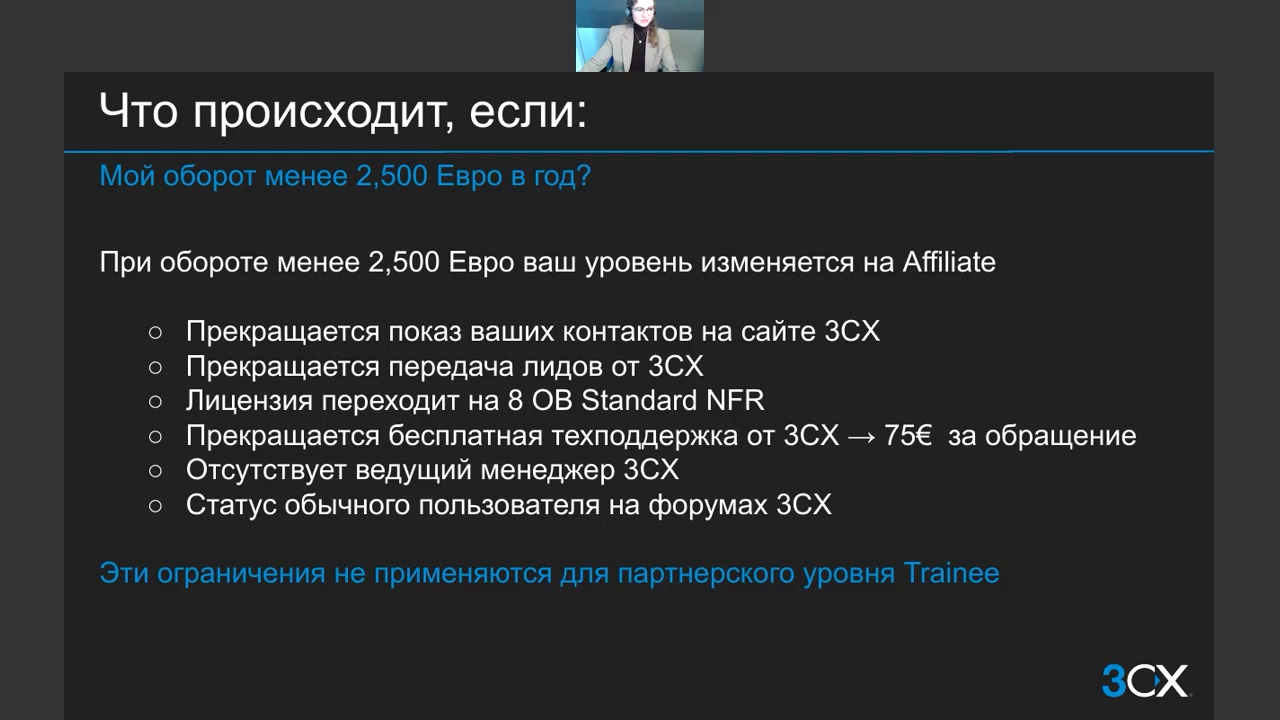 Что происходит, если:
Мой оборот менее 2,500 Евро в год?
При обороте менее 2,500 Евро ваш уровень изменяется на Affiliate
○ Прекращается показ ваших контактов на сайте 3CX
○ Прекращается передача лидов от 3CX
○ Лицензия переходит на 8 ОВ Standard NFR
○ Прекращается бесплатная техподдержка от 3CX → 75€ за обращение
○ Отсутствует ведущий менеджер 3CX
○ Статус обычного пользователя на форумах 3CX
Эти ограничения не применяются для партнерского уровня Trainee
3CX